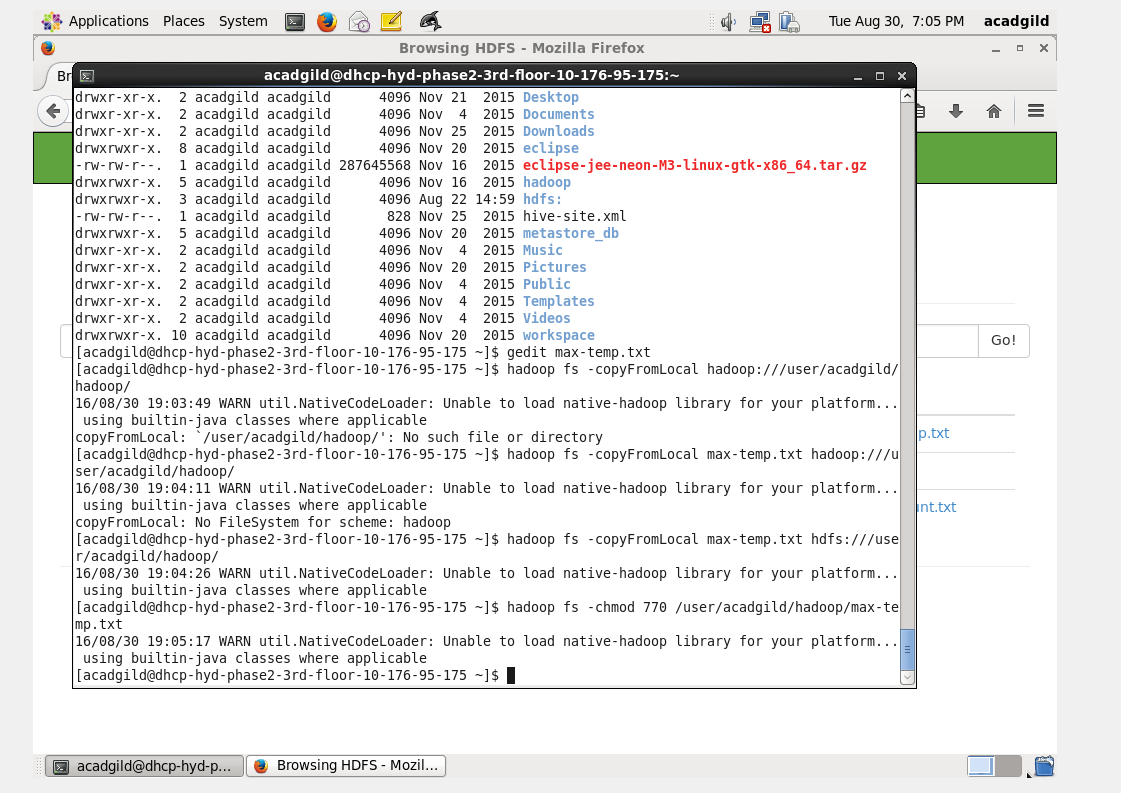 Applications Places System Tue Aug 30, 7:05 PM acadgild
Browsing HDFS - Mozilla Firefox
Br
acadgild@dhcp-hyd-phase2-3rd-floor-10-176-95-175:~
drwxr-xr-x. 2 acadgild acadgild 4096 Nov 21 2015 Desktop
drwxr-xr-x. 2 acadgild acadgild 4096 Nov 4 2015 Documents
drwxr-xr-x. 2 acadgild acadgild 4096 Nov 25 2015 Downloads
drwxr-xr-x. 8 acadgild acadgild 4096 Nov 20 2015 eclipse
-rw-rw-r--. 1 acadgild acadgild 287645568 Nov 16 2015 eclipse-jee-neon-M3-linux-gtk-x86_64.tar.gz
drwxrwxr-x. 5 acadgild acadgild 4096 Nov 16 2015 hadoop
drwxrwxr-x. 3 acadgild acadgild 4096 Aug 22 14:59 hdfs:
-rw-rw-r--. 1 acadgild acadgild 828 Nov 25 2015 hive-site.xml
drwxrwxr-x. 5 acadgild acadgild 4096 Nov 20 2015 metastore_db
drwxr-xr-x. 2 acadgild acadgild 4096 Nov 4 2015 Music
drwxr-xr-x. 2 acadgild acadgild 4096 Nov 20 2015 Pictures
drwxr-xr-x. 2 acadgild acadgild 4096 Nov 4 2015 Public
drwxr-xr-x. 2 acadgild acadgild 4096 Nov 4 2015 Templates
drwxr-xr-x. 2 acadgild acadgild 4096 Nov 4 2015 Videos
drwxrwxr-x. 10 acadgild acadgild 4096 Nov 20 2015 workspace
[acadgild@dhcp-hyd-phase2-3rd-floor-10-176-95-175 ~]$ gedit max-temp.txt
[acadgild@dhcp-hyd-phase2-3rd-floor-10-176-95-175 ~]$ hadoop fs -copyFromLocal hadoop:///user/acadgild/
hadoop/
16/08/30 19:03:49 WARN util.NativeCodeLoader: Unable to load native-hadoop library for your platform...
using builtin-java classes where applicable
copyFromLocal: `/user/acadgild/hadoop/': No such file or directory
[acadgild@dhcp-hyd-phase2-3rd-floor-10-176-95-175 ~]$ hadoop fs -copyFromLocal max-temp.txt hadoop:///u
ser/acadgild/hadoop/
16/08/30 19:04:11 WARN util.NativeCodeLoader: Unable to load native-hadoop library for your platform...
using builtin-java classes where applicable
copyFromLocal: No FileSystem for scheme: hadoop
[acadgild@dhcp-hyd-phase2-3rd-floor-10-176-95-175 ~]$ hadoop fs -copyFromLocal max-temp.txt hdfs:///use
r/acadgild/hadoop/
16/08/30 19:04:26 WARN util.NativeCodeLoader: Unable to load native-hadoop library for your platform...
using builtin-java classes where applicable
[acadgild@dhcp-hyd-phase2-3rd-floor-10-176-95-175 ~]$ hadoop fs -chmod 770 /user/acadgild/hadoop/max-te
mp.txt
16/08/30 19:05:17 WARN util.NativeCodeLoader: Unable to load native-hadoop library for your platform...
using builtin-java classes where applicable
[acadgild@dhcp-hyd-phase2-3rd-floor-10-176-95-175 ~]$
Go!
p.txt
unt.txt
acadgild@dhcp-hyd-p... Browsing HDFS - Mozil...